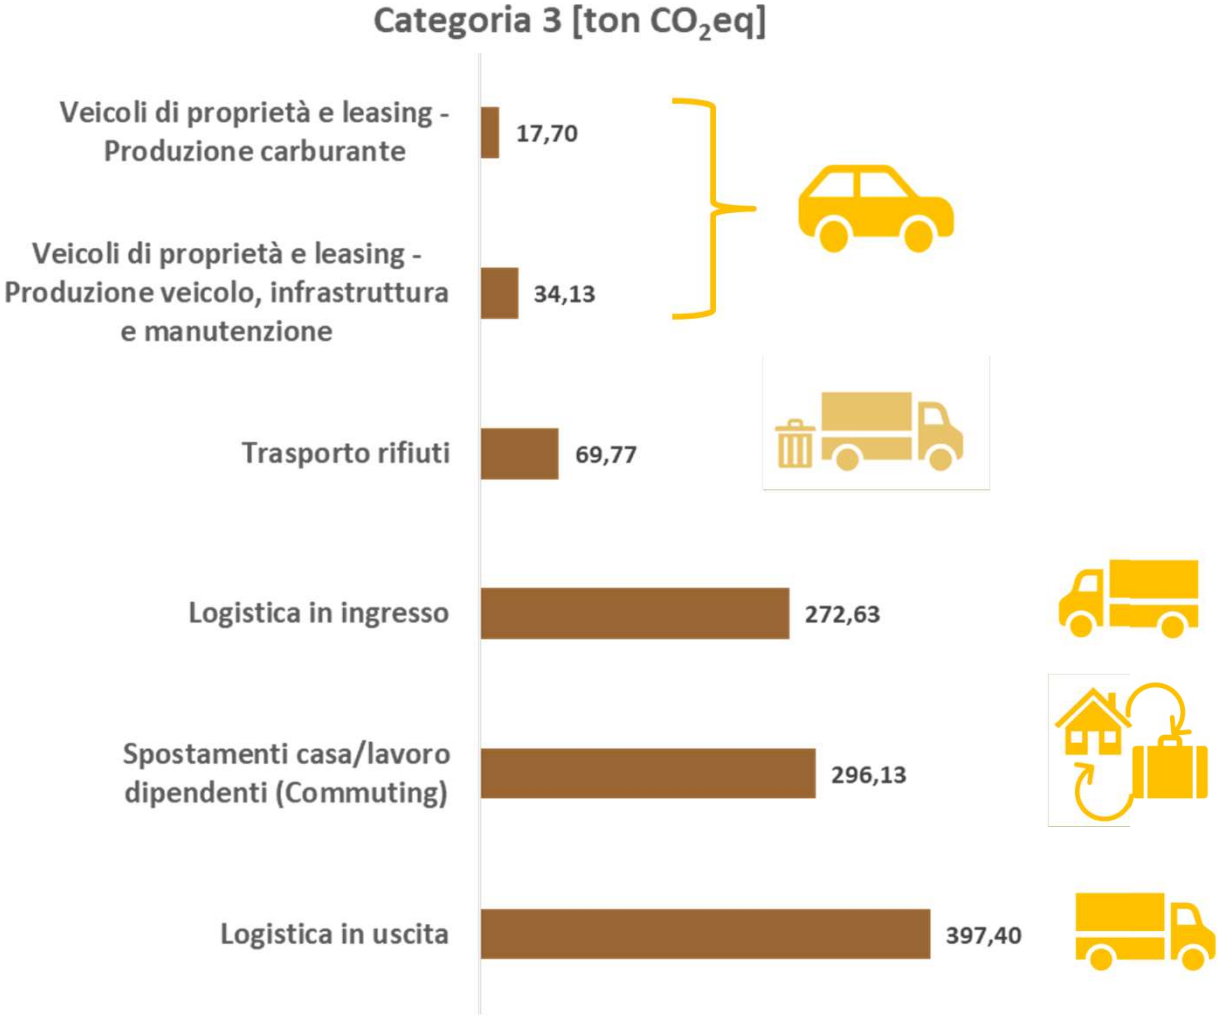 Categoria 3 [ton CO₂eq]
Veicoli di proprietà e leasing -
Produzione carburante
17,70
Veicoli di proprietà e leasing -
Produzione veicolo, infrastruttura
e manutenzione
34,13
Trasporto rifiuti
69,77
Logistica in ingresso
272,63
Spostamenti casa/lavoro
dipendenti (Commuting)
296,13
Logistica in uscita
397,40